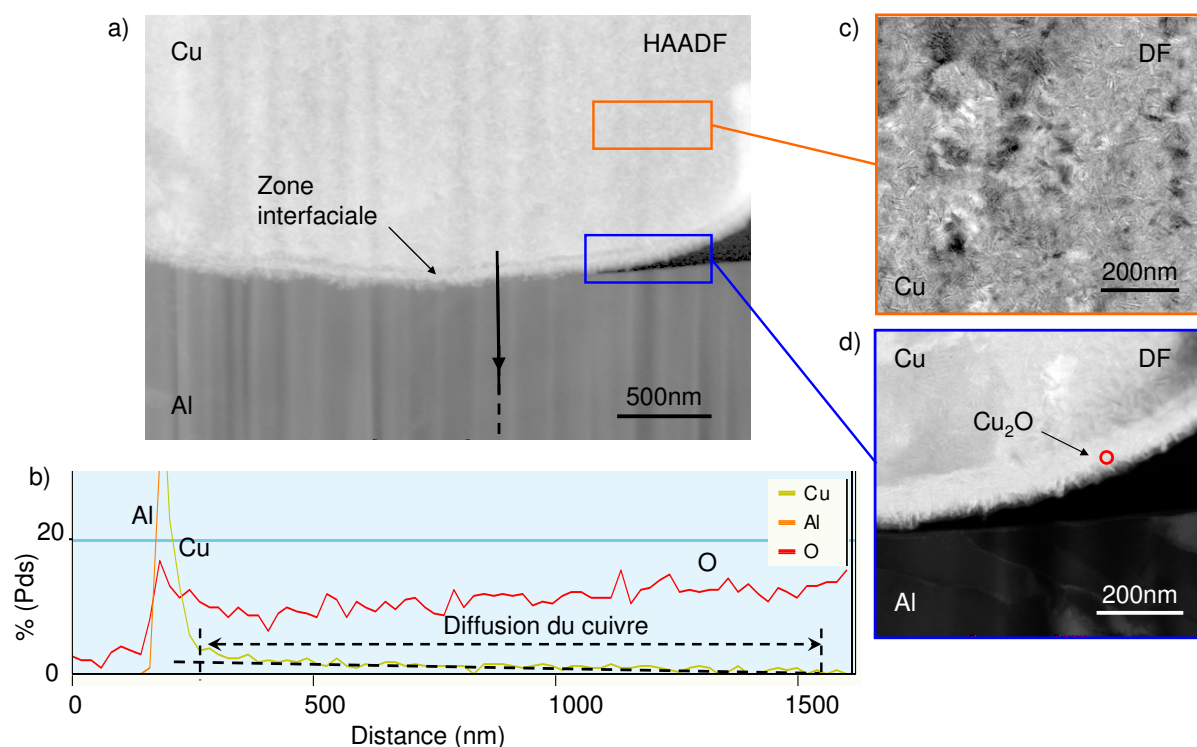 a)
Cu
HAADF
Zone
interfaciale
Al
500nm
c)
DF
Cu
200nm
d)
Cu
DF
Cu₂O
Al
200nm
b)
Al
Cu
O
Cu
Al
O
20
0
% (Pds)
Diffusion du cuivre
0
500
1000
1500
Distance (nm)